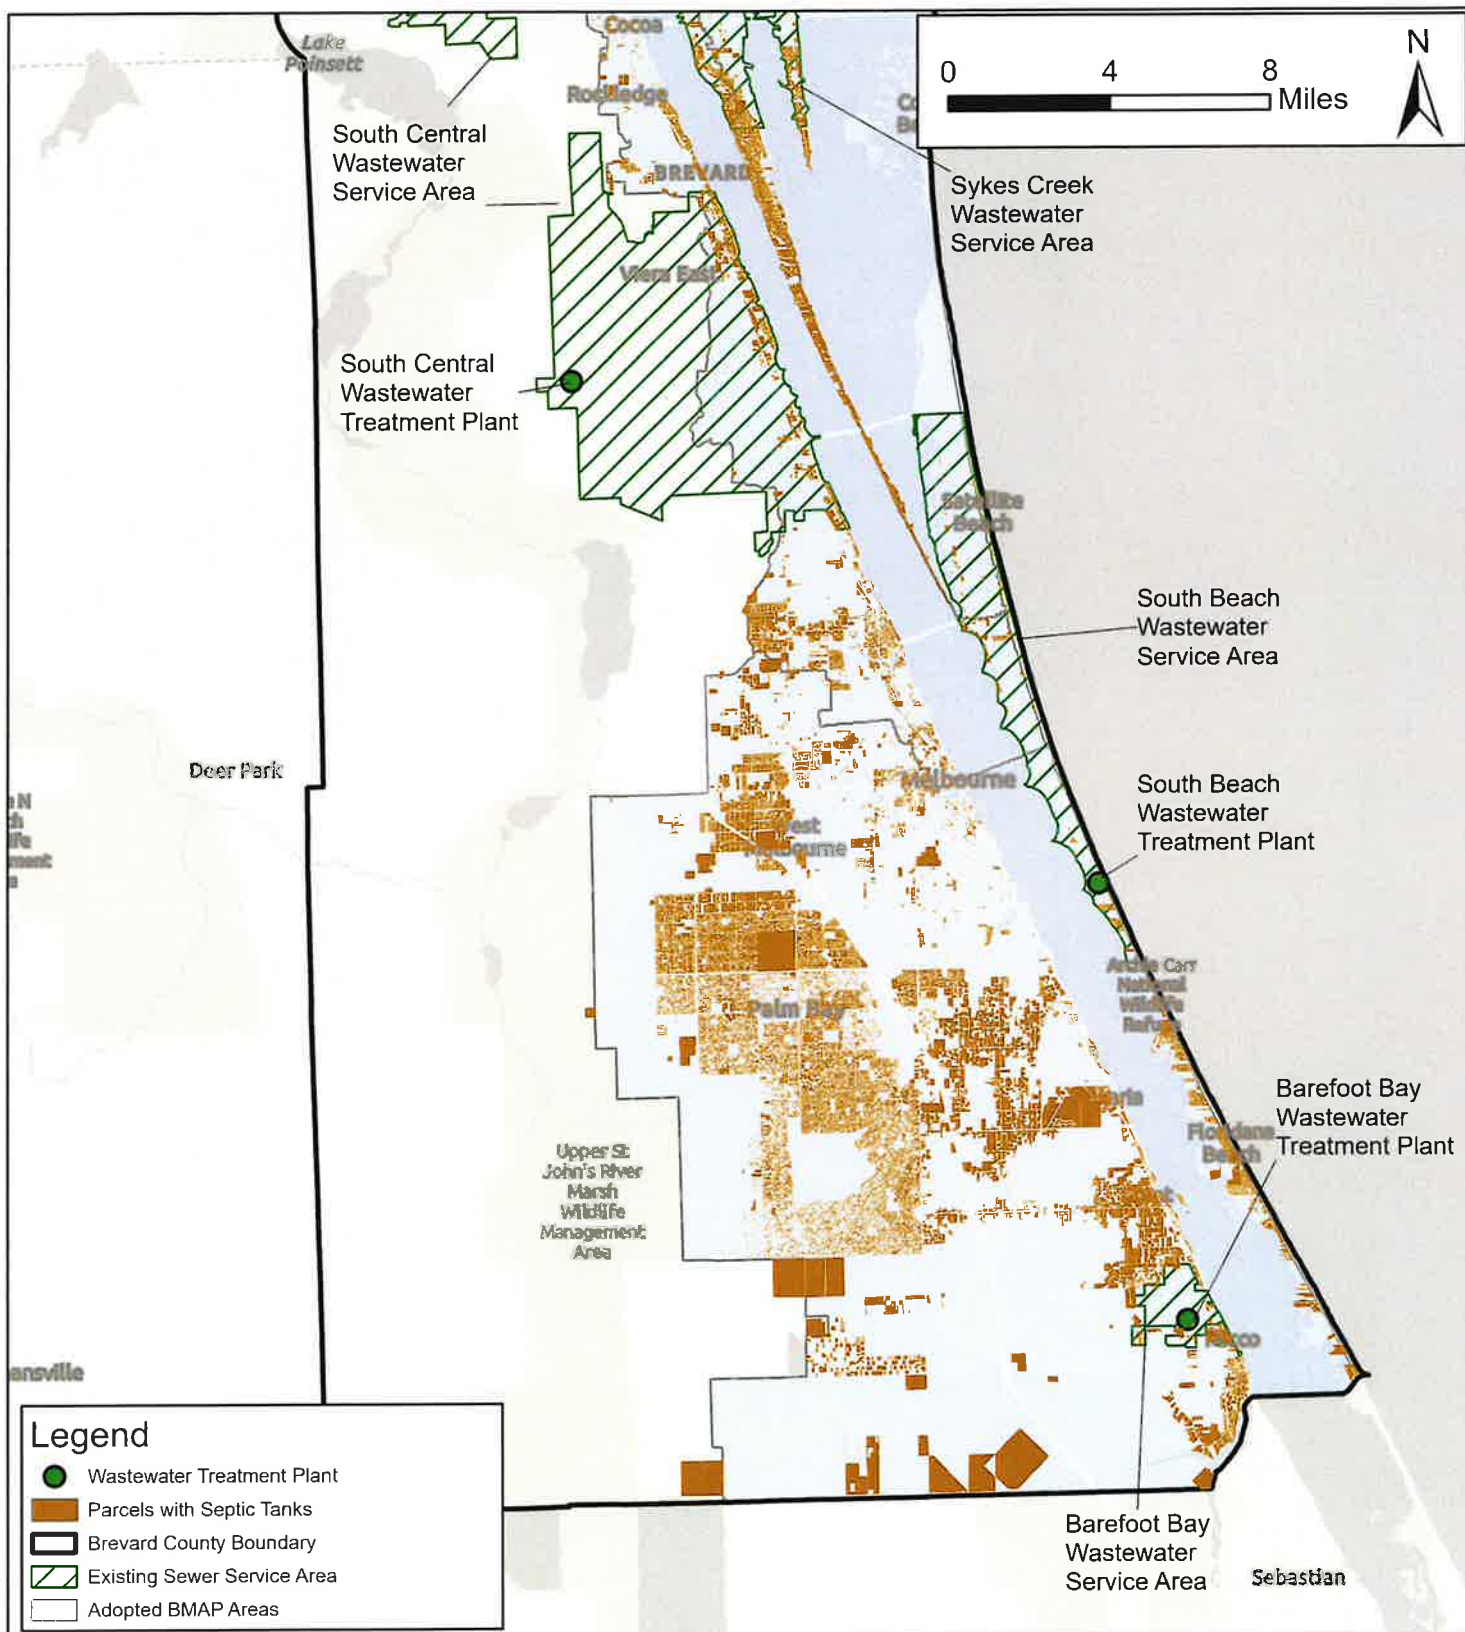 Cocoa
Lake
Poinsett
Rockledge
0 4 8
Miles
N
South Central
Wastewater
Service Area
BREVARD
Sykes Creek
Wastewater
Service Area
Viera East
South Central
Wastewater
Treatment Plant
Satellite
Beach
South Beach
Wastewater
Service Area
Deer Park
Melbourne
South Beach
Wastewater
Treatment Plant
West
Melbourne
Archie Carr
National
Wildlife
Refuge
Palm Bay
Barefoot Bay
Wastewater
Treatment Plant
Floridana
Beach
Upper St
John's River
Marsh
Wildlife
Management
Area
Micco
ansville
Legend
Wastewater Treatment Plant
Parcels with Septic Tanks
Brevard County Boundary
Existing Sewer Service Area
Adopted BMAP Areas
Barefoot Bay
Wastewater
Service Area
Sebastian